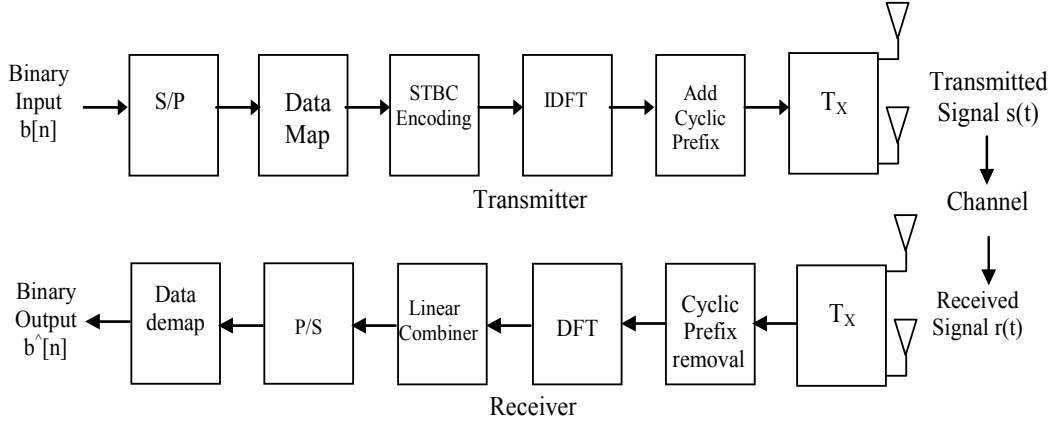 Binary
Input
b[n]
S/P
Data
Map
STBC
Encoding
IDFT
Add
Cyclic
Prefix
TX
Transmitted
Signal s(t)
Transmitter
Channel
Binary
Output
b^[n]
Data
demap
P/S
Linear
Combiner
DFT
Cyclic
Prefix
removal
TX
Received
Signal r(t)
Receiver